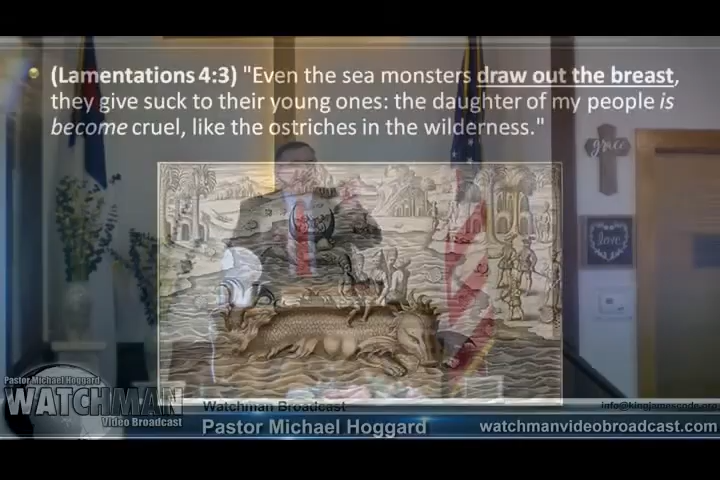 (Lamentations 4:3) "Even the sea monsters draw out the breast,
they give suck to their young ones: the daughter of my people is
become cruel, like the ostriches in the wilderness."
grace
love
Pastor Michael Hoggard
WATCHMAN
Video Broadcast
Watchman Broadcast
info@kingjamescode.org
Pastor Michael Hoggard
watchmanvideobroadcast.com